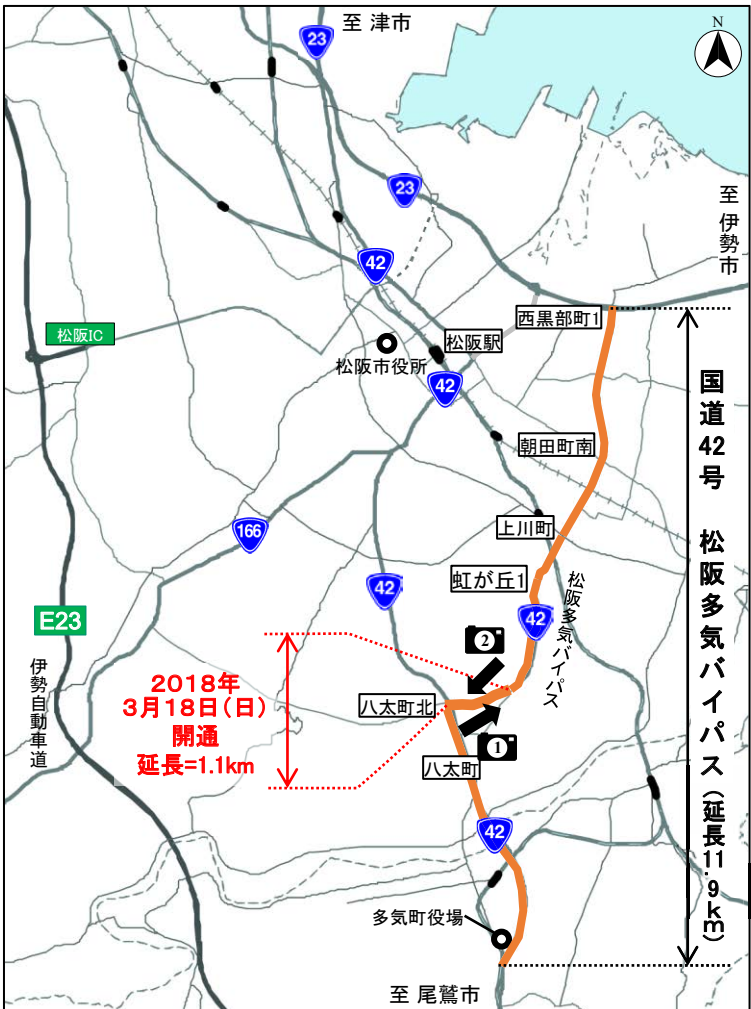 至 津市
N
23
23
至 伊勢市
42
西黒部町1
松阪IC
松阪駅
松阪市役所
42
朝田町南
国道42号 松阪多気バイパス(延長11.9km)
166
上川町
虹が丘1
42
松阪多気バイパス
42
E23
2
伊勢自動車道
2018年
3月18日(日)
開通
延長=1.1km
八太町北
1
八太町
42
多気町役場
至 尾鷲市